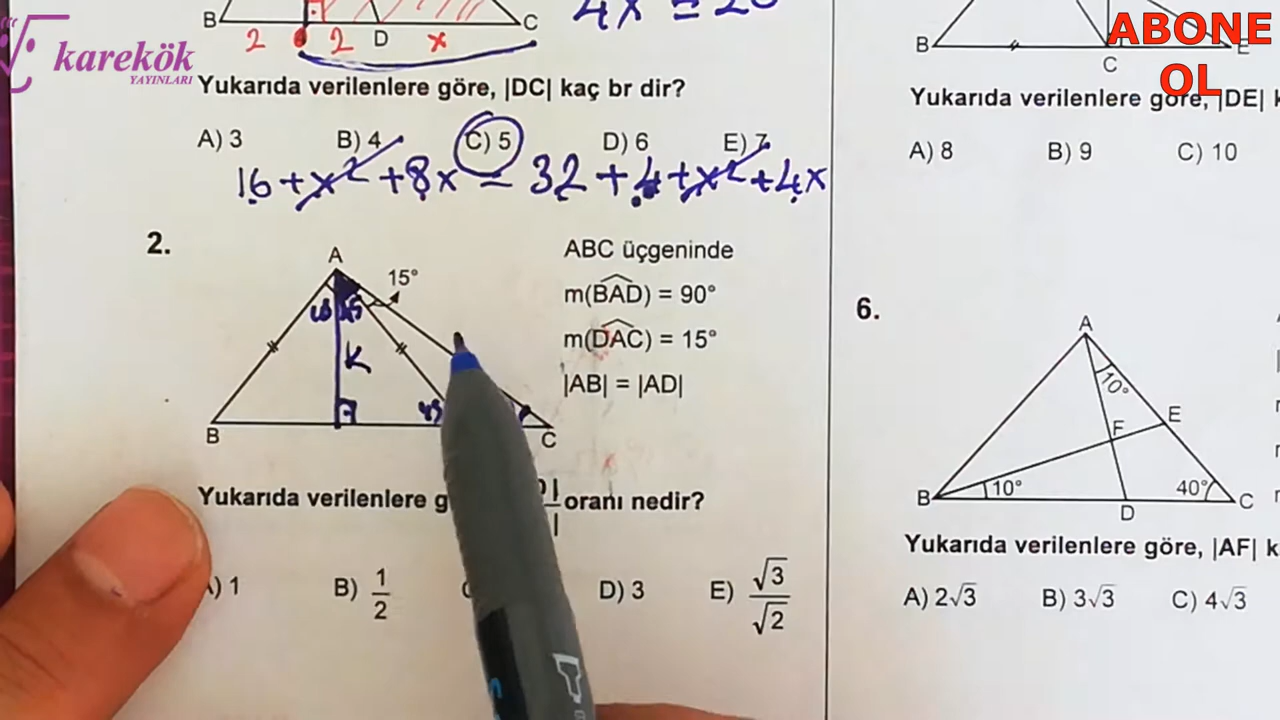 karekök
YAYINLARI
B
2
2
D
x
C
Yukarıda verilenlere göre, |DC| kaç br dir?
A) 3
B) 4
C) 5
D) 6
E) 7
16 + x² + 8x = 32 + 4 + x² + 4x
2.
A
15°
K
45
B
C
ABC üçgeninde
m(BAD) = 90°
m(DAC) = 15°
|AB| = |AD|
Yukarıda verilenlere
oranı nedir?
A) 1
B) 1/2
D) 3
E) √3/√2
ABONE
OL
B
C
E
Yukarıda verilenlere göre, |DE|
A) 8
B) 9
C) 10
6.
A
10°
E
F
B
10°
40°
D
C
Yukarıda verilenlere göre, |AF|
A) 2√3
B) 3√3
C) 4√3